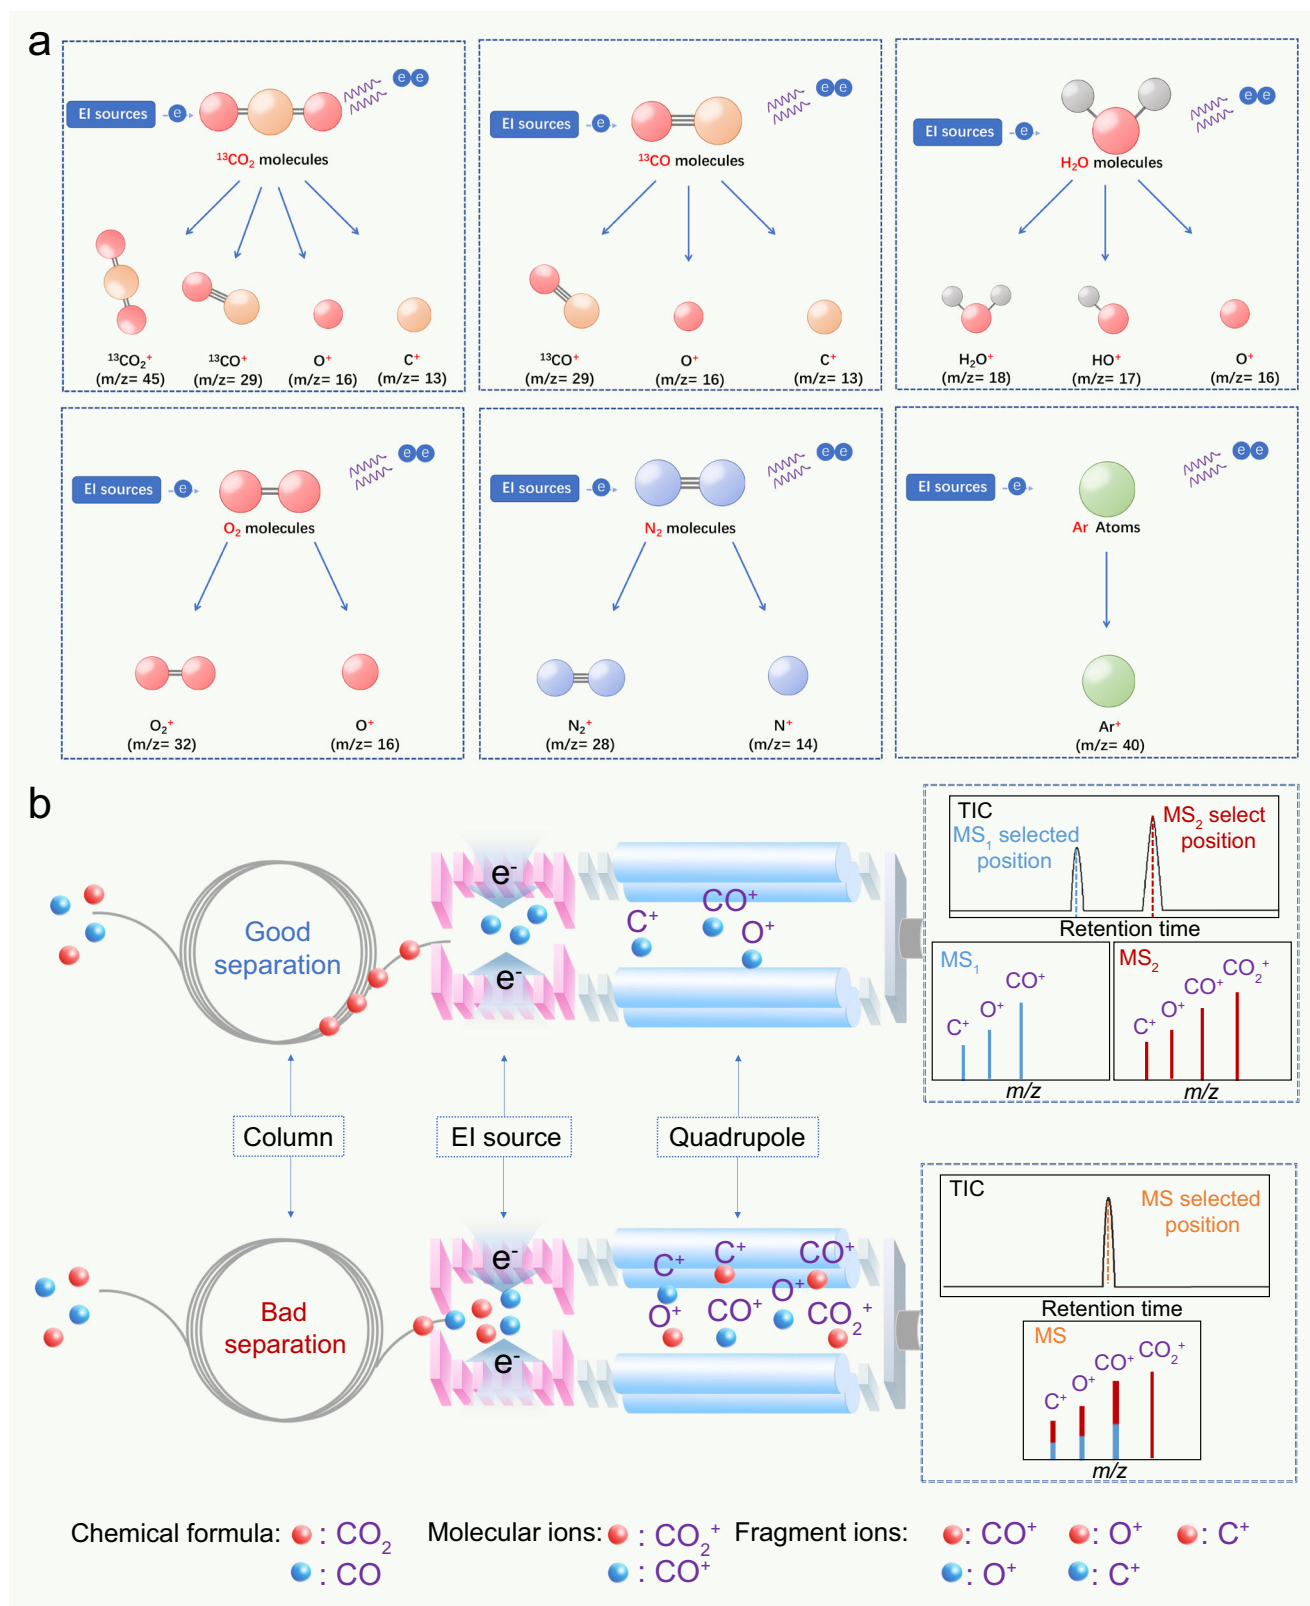 a
EI sources
e
e e
¹³CO₂ molecules
¹³CO₂⁺
(m/z= 45)
¹³CO⁺
(m/z= 29)
O⁺
(m/z= 16)
C⁺
(m/z= 13)
EI sources
e
e e
¹³CO molecules
¹³CO⁺
(m/z= 29)
O⁺
(m/z= 16)
C⁺
(m/z= 13)
EI sources
e
e e
H₂O molecules
H₂O⁺
(m/z= 18)
HO⁺
(m/z= 17)
O⁺
(m/z= 16)
EI sources
e
e e
O₂ molecules
O₂⁺
(m/z= 32)
O⁺
(m/z= 16)
EI sources
e
e e
N₂ molecules
N₂⁺
(m/z= 28)
N⁺
(m/z= 14)
EI sources
e
e e
Ar Atoms
Ar⁺
(m/z= 40)
b
Good
separation
e⁻
e⁻
C⁺
CO⁺
O⁺
TIC
MS₁ selected
position
MS₂ select
position
Retention time
MS₁
C⁺
O⁺
CO⁺
MS₂
C⁺
O⁺
CO⁺
CO₂⁺
m/z
m/z
Column
EI source
Quadrupole
Bad
separation
e⁻
e⁻
C⁺
C⁺
CO⁺
O⁺
CO⁺
O⁺
CO₂⁺
TIC
MS selected
position
Retention time
MS
C⁺
O⁺
CO⁺
CO₂⁺
m/z
Chemical formula: : CO₂
: CO
Molecular ions: : CO₂⁺
: CO⁺
Fragment ions: : CO⁺ : O⁺ : C⁺
: O⁺ : C⁺